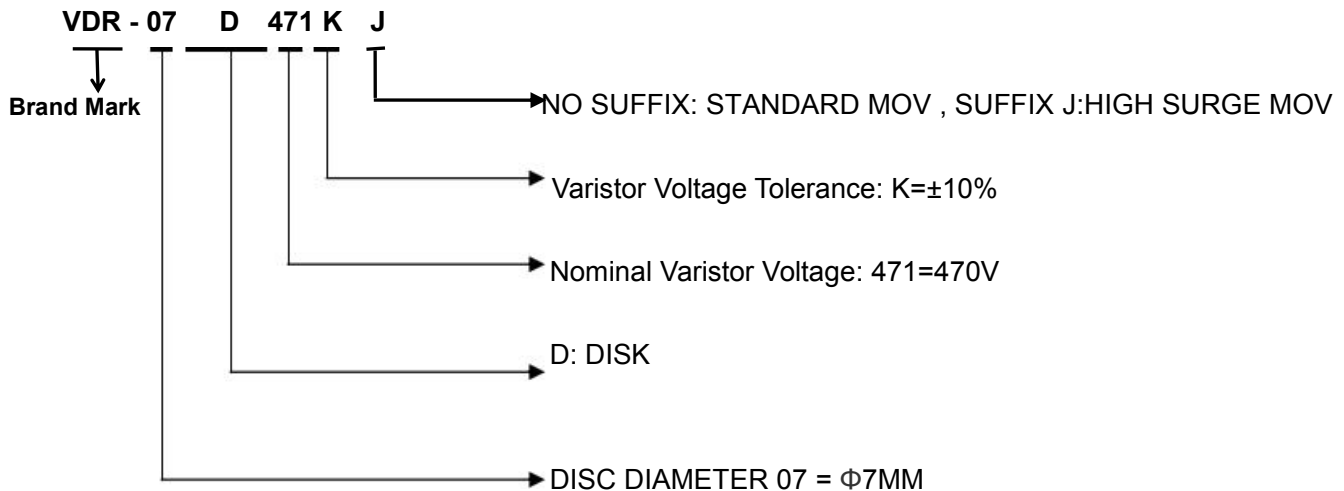 VDR - 07 D 471 K J
Brand Mark
NO SUFFIX: STANDARD MOV , SUFFIX J:HIGH SURGE MOV
Varistor Voltage Tolerance: K=±10%
Nominal Varistor Voltage: 471=470V
D: DISK
DISC DIAMETER 07 = Φ7MM